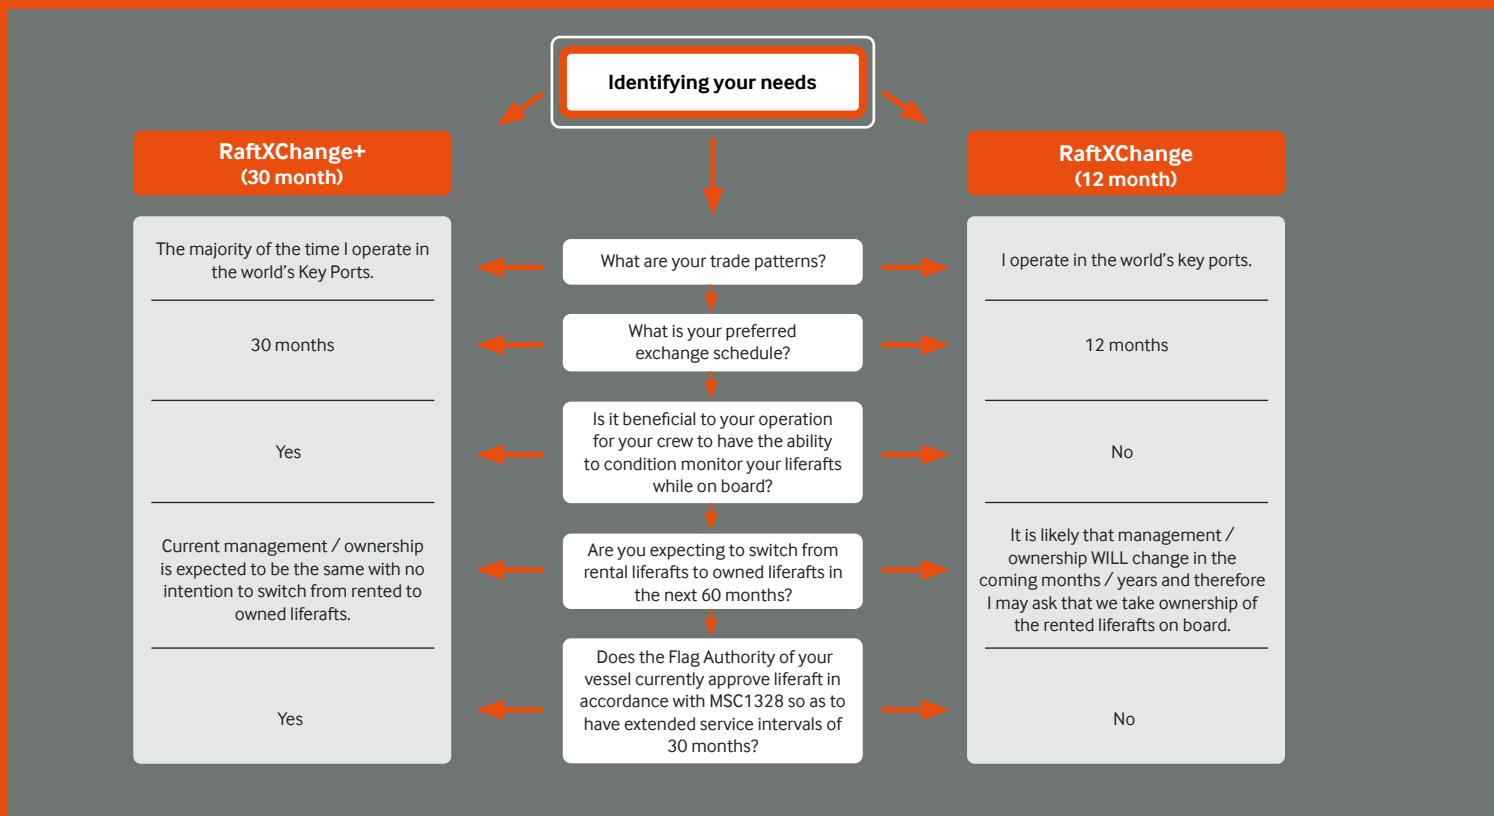 Identifying your needs
RaftXChange+
(30 month)
RaftXChange
(12 month)
The majority of the time I operate in
the world's Key Ports.
What are your trade patterns?
I operate in the world's key ports.
30 months
What is your preferred
exchange schedule?
12 months
Yes
Is it beneficial to your operation
for your crew to have the ability
to condition monitor your liferafts
while on board?
No
Current management / ownership
is expected to be the same with no
intention to switch from rented to
owned liferafts.
Are you expecting to switch from
rental liferafts to owned liferafts in
the next 60 months?
It is likely that management /
ownership WILL change in the
coming months / years and therefore
I may ask that we take ownership of
the rented liferafts on board.
Yes
Does the Flag Authority of your
vessel currently approve liferaft in
accordance with MSC1328 so as to
have extended service intervals of
30 months?
No